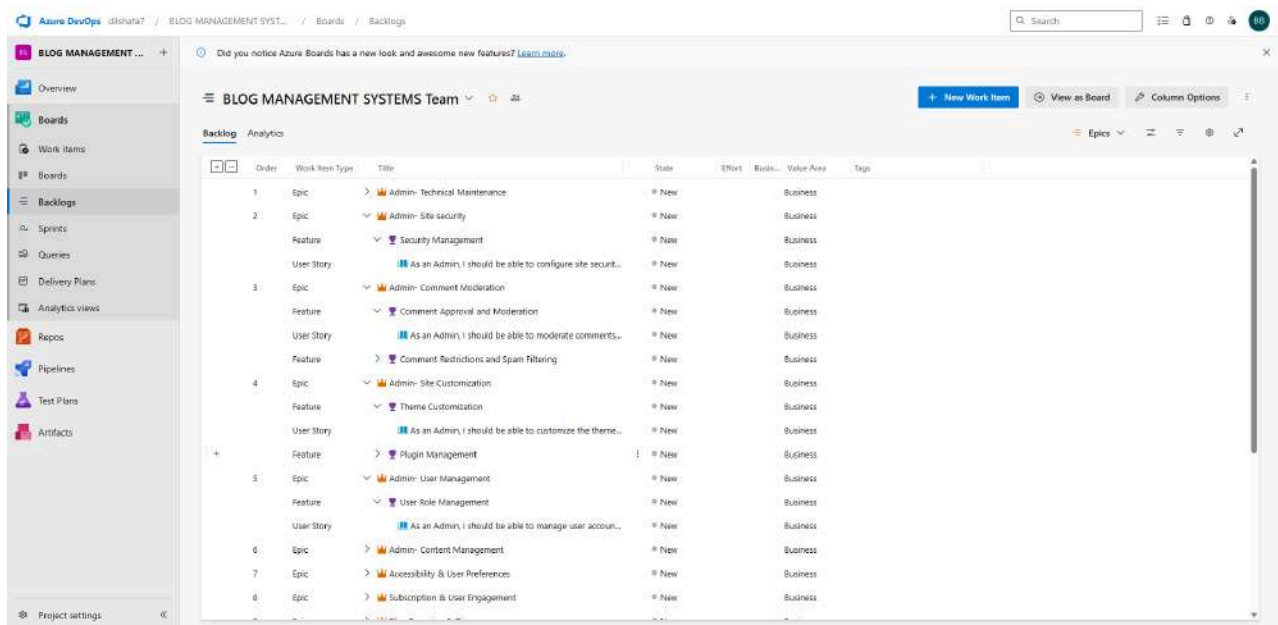 Azure DevOps dilshafa7 / BLOG MANAGEMENT SYST... / Boards / Backlogs
Search
BB
BLOG MANAGEMENT ... +
Did you notice Azure Boards has a new look and awesome new features? Learn more.
Overview
Boards
Work items
Boards
Backlogs
Sprints
Queries
Delivery Plans
Analytics views
Repos
Pipelines
Test Plans
Artifacts
Project settings
BLOG MANAGEMENT SYSTEMS Team
+ New Work Item View as Board Column Options
Backlog Analytics
Epics
Order Work Item Type Title State Effort Busin... Value Area Tags
1 Epic Admin- Technical Maintenance New Business
2 Epic Admin- Site security New Business
Feature Security Management New Business
User Story As an Admin, I should be able to configure site securit... New Business
3 Epic Admin- Comment Moderation New Business
Feature Comment Approval and Moderation New Business
User Story As an Admin, I should be able to moderate comments... New Business
Feature Comment Restrictions and Spam Filtering New Business
4 Epic Admin- Site Customization New Business
Feature Theme Customization New Business
User Story As an Admin, I should be able to customize the theme... New Business
Feature Plugin Management New Business
5 Epic Admin- User Management New Business
Feature User Role Management New Business
User Story As an Admin, I should be able to manage user accoun... New Business
6 Epic Admin- Content Management New Business
7 Epic Accessibility & User Preferences New Business
8 Epic Subscription & User Engagement New Business